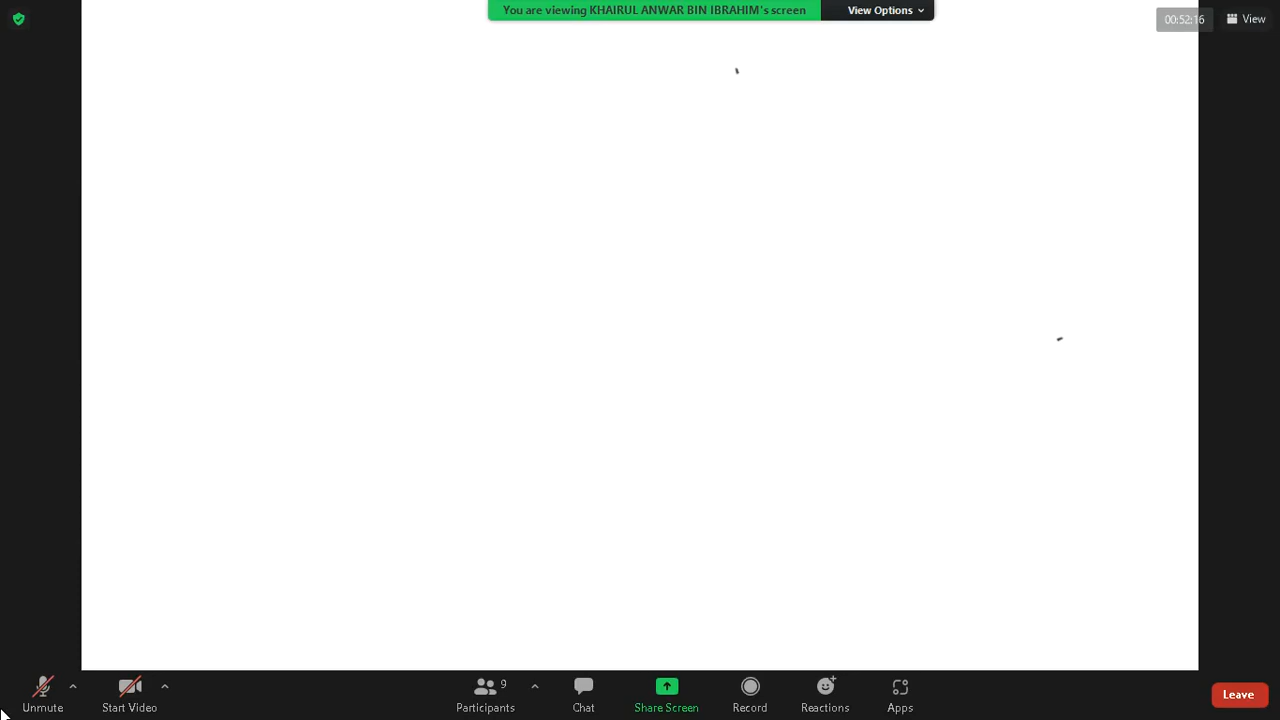 You are viewing KHAIRUL ANWAR BIN IBRAHIM's screen
View Options
00:52:16
View
Unmute
Start Video
9
Participants
Chat
Share Screen
Record
Reactions
Apps
Leave